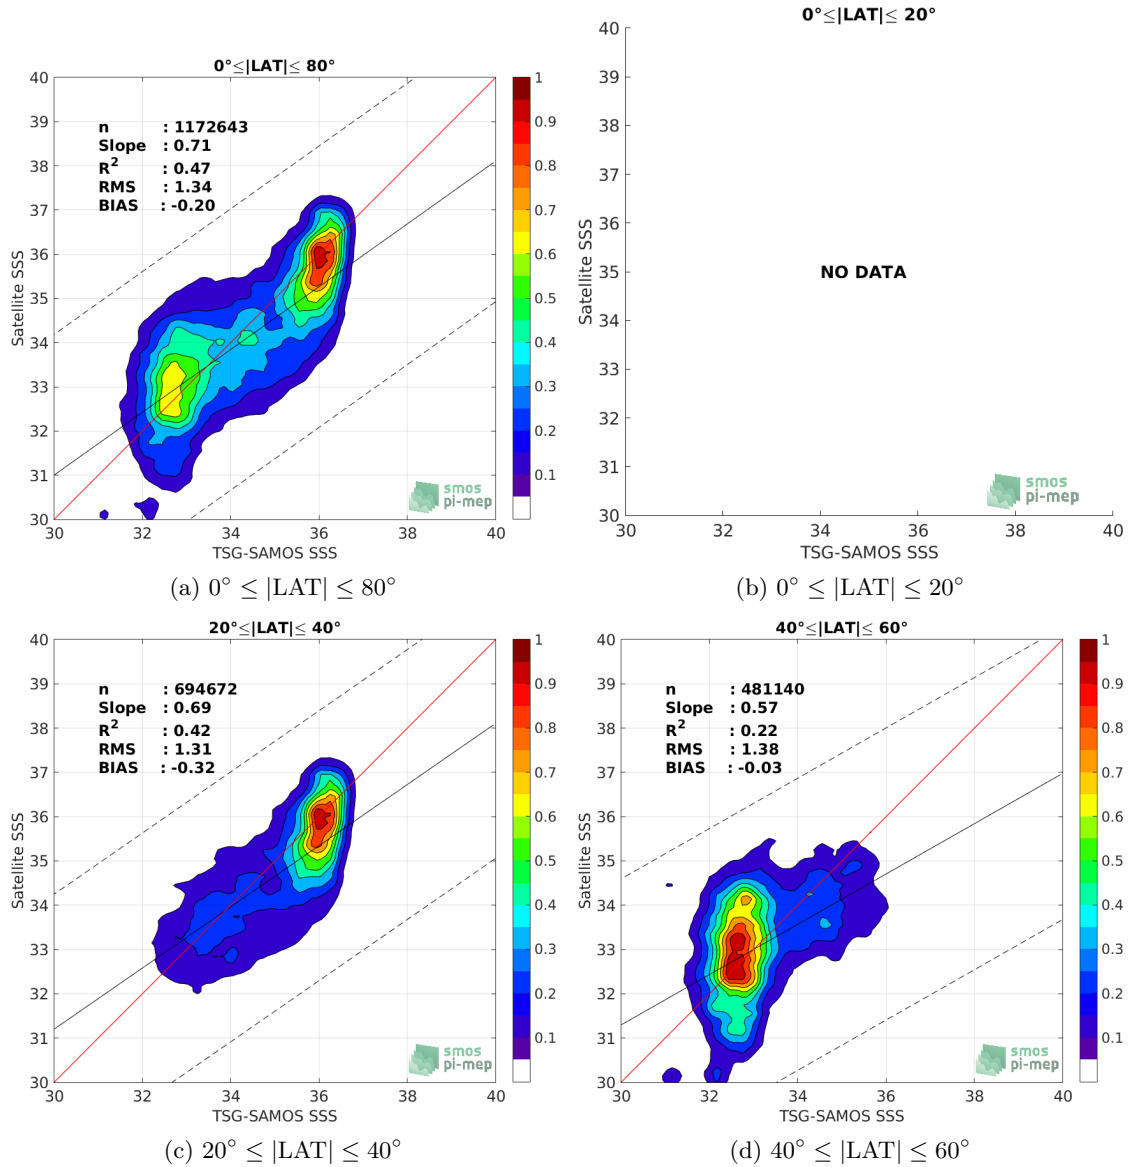 0°≤|LAT|≤ 80°
40
39
38
37
36
35
34
33
32
31
30
Satellite SSS
n : 1172643
Slope : 0.71
R2 : 0.47
RMS : 1.34
BIAS : -0.20
smos
pi-mep
30 32 34 36 38 40
TSG-SAMOS SSS
1
0.9
0.8
0.7
0.6
0.5
0.4
0.3
0.2
0.1
(a) 0° ≤ |LAT| ≤ 80°
0°≤|LAT|≤ 20°
40
39
38
37
36
35
34
33
32
31
30
Satellite SSS
NO DATA
smos
pi-mep
30 32 34 36 38 40
TSG-SAMOS SSS
(b) 0° ≤ |LAT| ≤ 20°
20°≤|LAT|≤ 40°
40
39
38
37
36
35
34
33
32
31
30
Satellite SSS
n : 694672
Slope : 0.69
R2 : 0.42
RMS : 1.31
BIAS : -0.32
smos
pi-mep
30 32 34 36 38 40
TSG-SAMOS SSS
1
0.9
0.8
0.7
0.6
0.5
0.4
0.3
0.2
0.1
(c) 20° ≤ |LAT| ≤ 40°
40°≤|LAT|≤ 60°
40
39
38
37
36
35
34
33
32
31
30
Satellite SSS
n : 481140
Slope : 0.57
R2 : 0.22
RMS : 1.38
BIAS : -0.03
smos
pi-mep
30 32 34 36 38 40
TSG-SAMOS SSS
1
0.9
0.8
0.7
0.6
0.5
0.4
0.3
0.2
0.1
(d) 40° ≤ |LAT| ≤ 60°